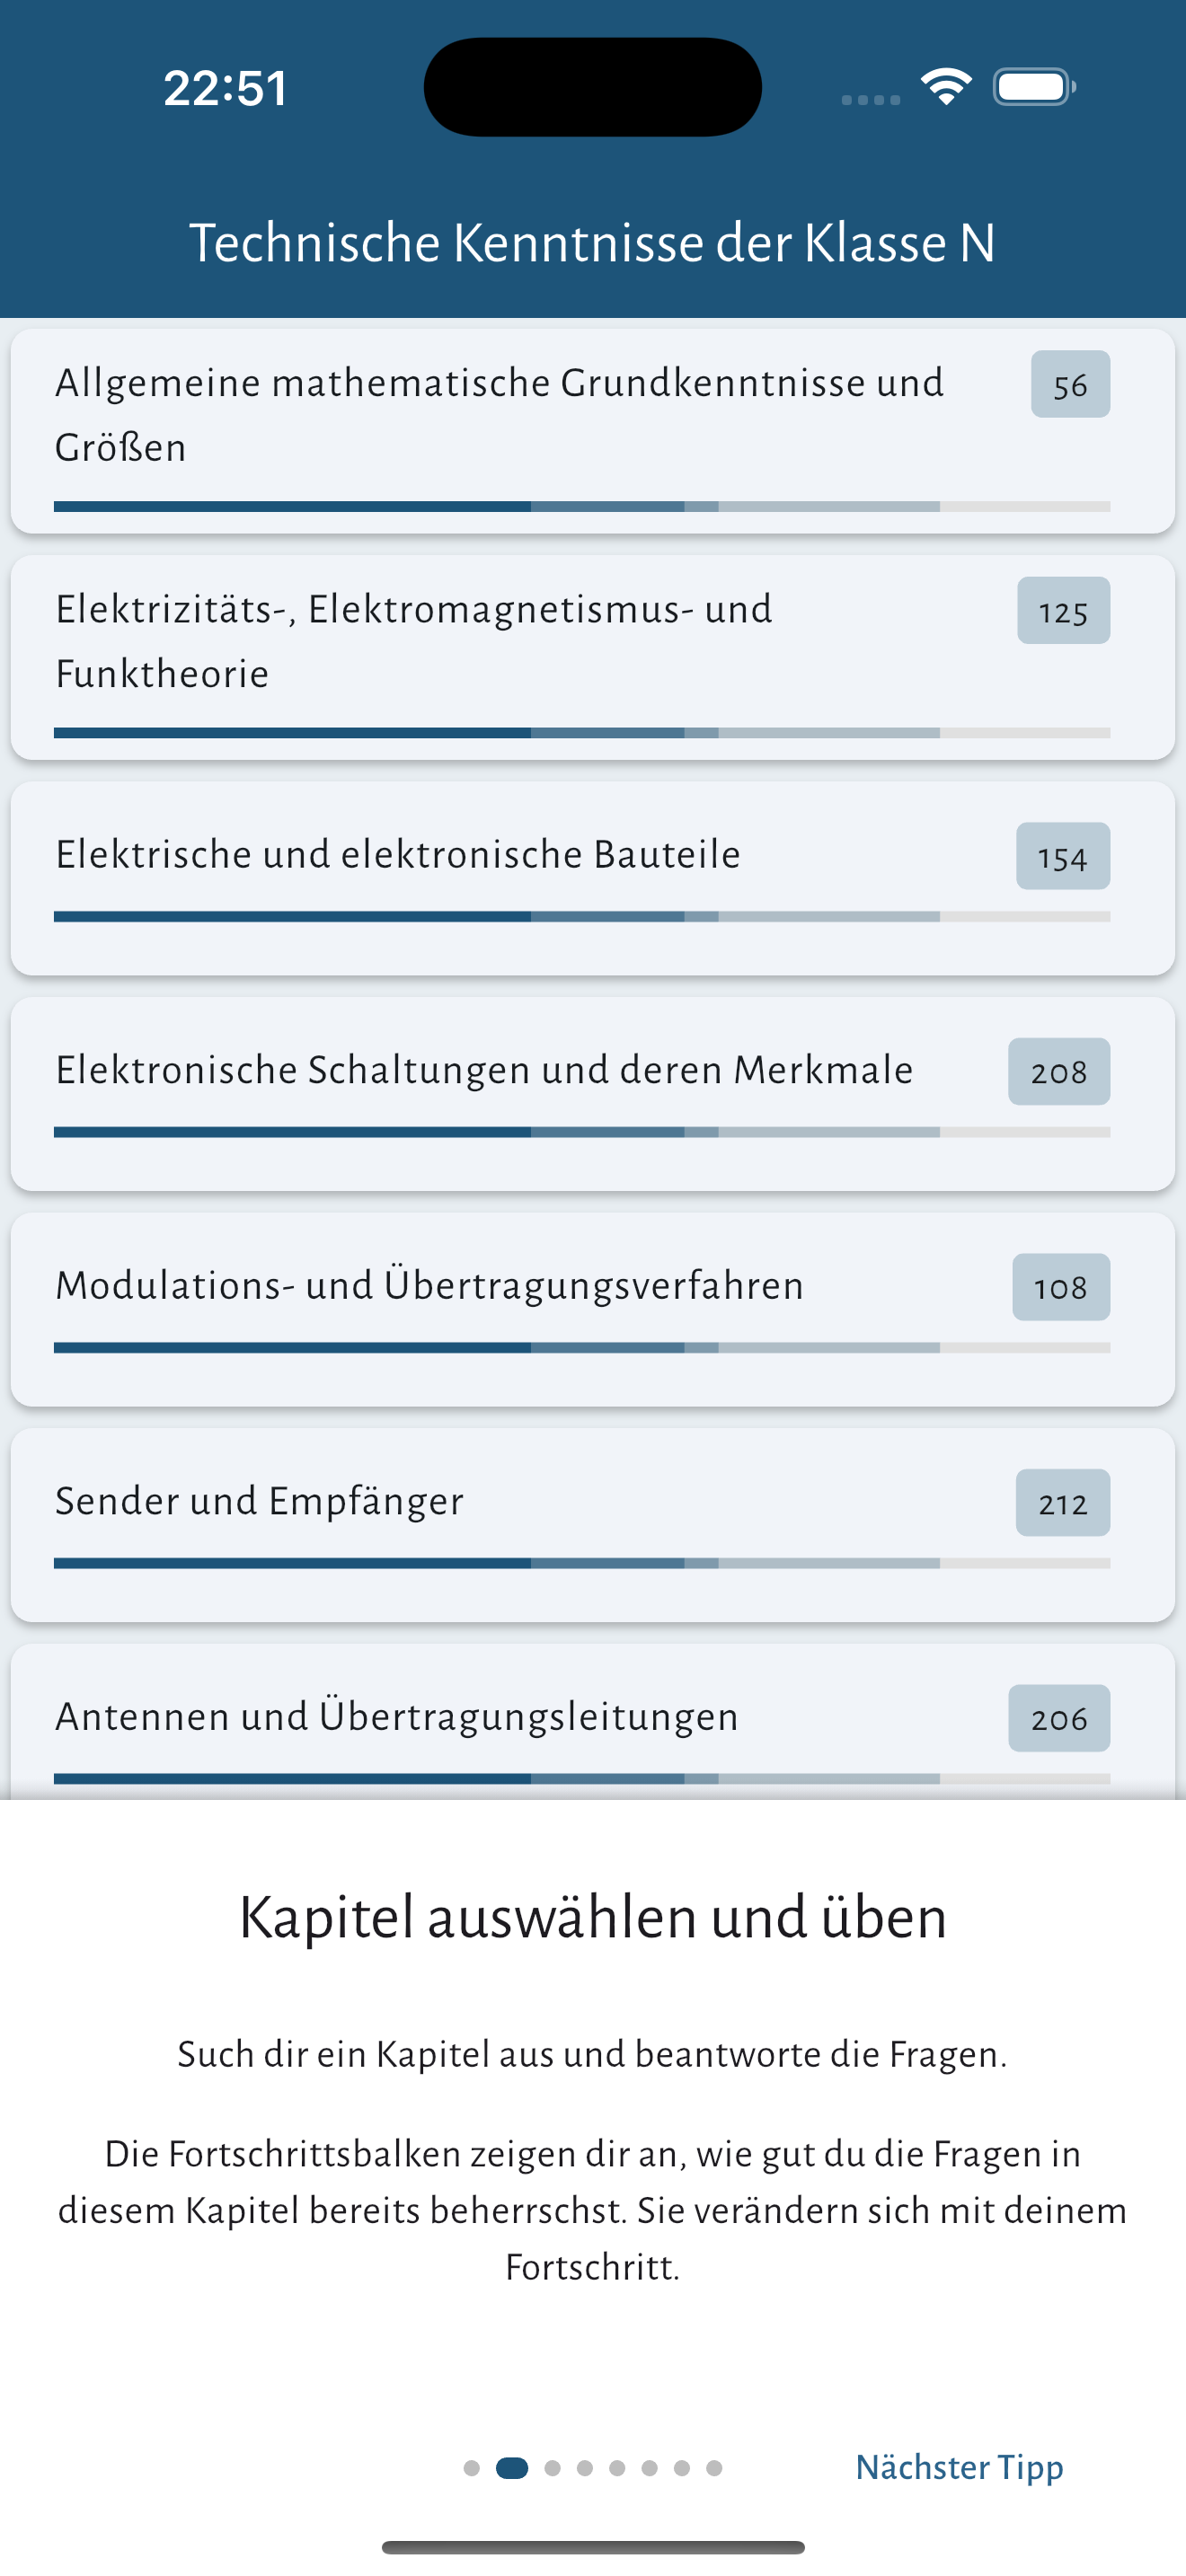 22:51
Technische Kenntnisse der Klasse N
Allgemeine mathematische Grundkenntnisse und
Größen
56
Elektrizitäts-, Elektromagnetismus- und
Funktheorie
125
Elektrische und elektronische Bauteile
154
Elektronische Schaltungen und deren Merkmale
208
Modulations- und Übertragungsverfahren
108
Sender und Empfänger
212
Antennen und Übertragungsleitungen
206
Kapitel auswählen und üben
Such dir ein Kapitel aus und beantworte die Fragen.
Die Fortschrittsbalken zeigen dir an, wie gut du die Fragen in
diesem Kapitel bereits beherrschst. Sie verändern sich mit deinem
Fortschritt.
Nächster Tipp